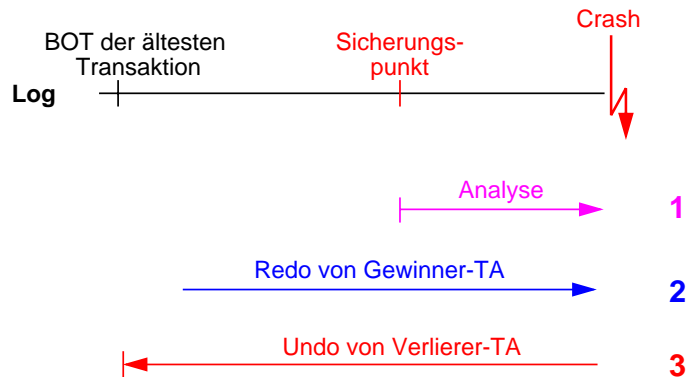 Crash
BOT der ältesten
Transaktion
Sicherungs-
punkt
Log
Analyse
1
Redo von Gewinner-TA
2
Undo von Verlierer-TA
3